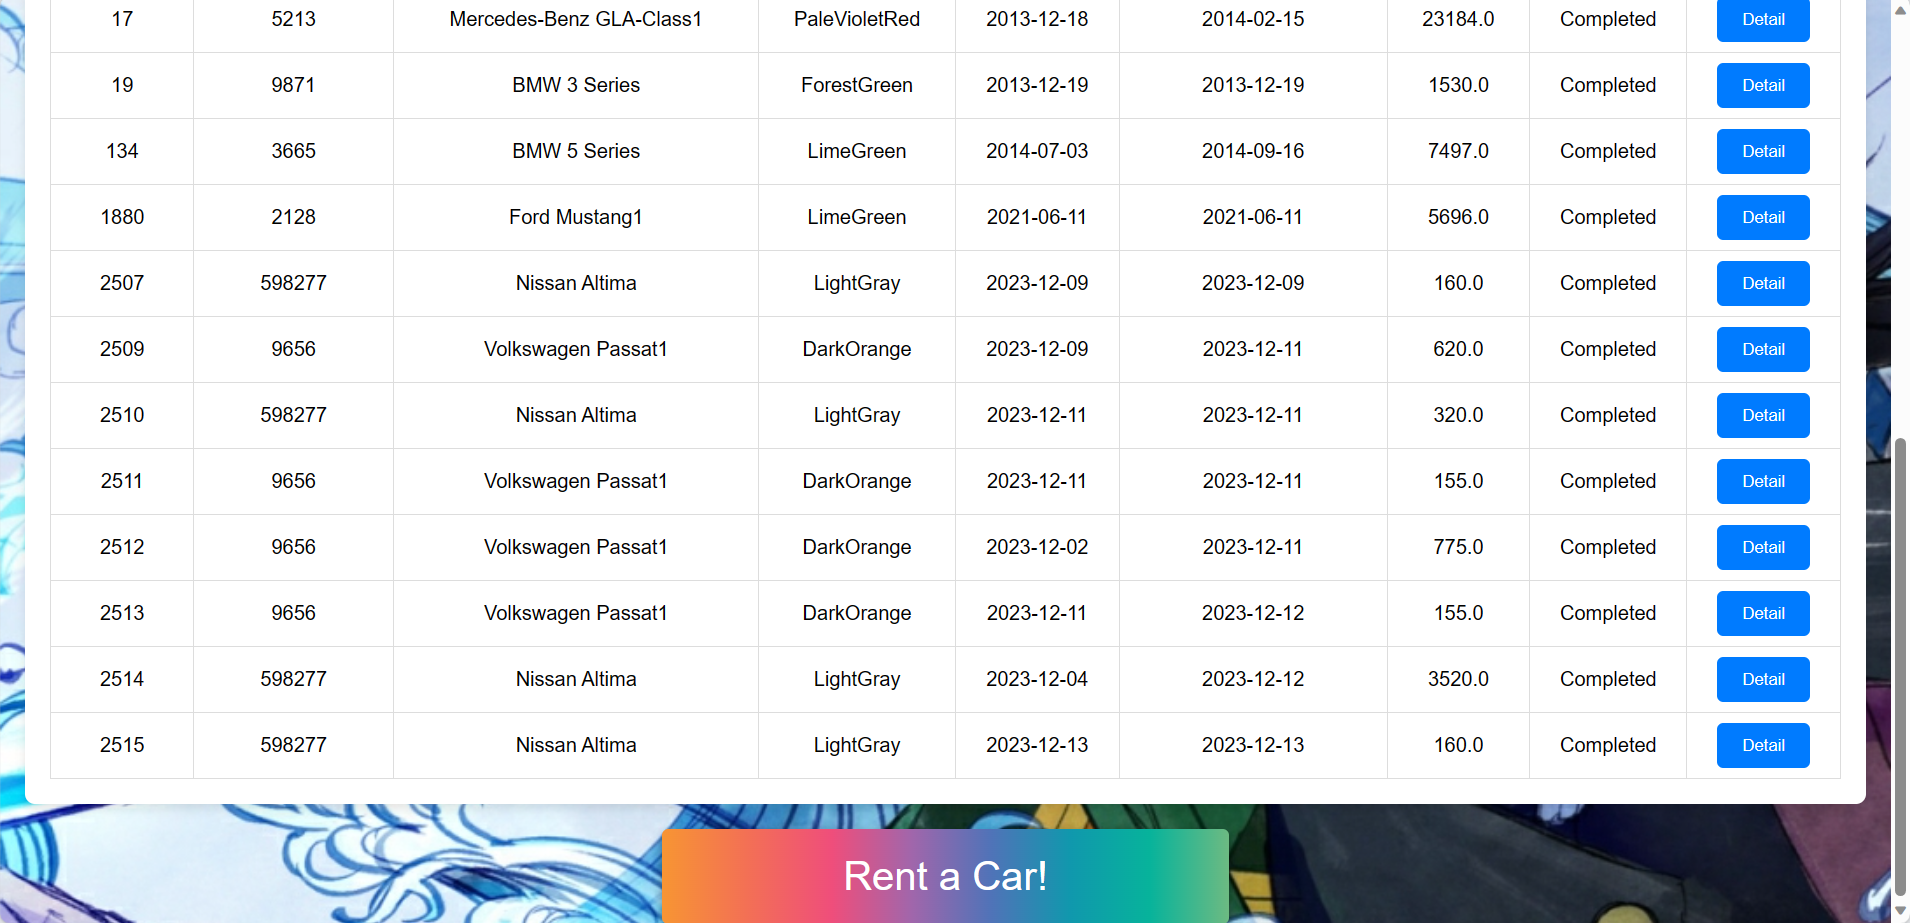 17 5213 Mercedes-Benz GLA-Class1 PaleVioletRed 2013-12-18 2014-02-15 23184.0 Completed Detail
19 9871 BMW 3 Series ForestGreen 2013-12-19 2013-12-19 1530.0 Completed Detail
134 3665 BMW 5 Series LimeGreen 2014-07-03 2014-09-16 7497.0 Completed Detail
1880 2128 Ford Mustang1 LimeGreen 2021-06-11 2021-06-11 5696.0 Completed Detail
2507 598277 Nissan Altima LightGray 2023-12-09 2023-12-09 160.0 Completed Detail
2509 9656 Volkswagen Passat1 DarkOrange 2023-12-09 2023-12-11 620.0 Completed Detail
2510 598277 Nissan Altima LightGray 2023-12-11 2023-12-11 320.0 Completed Detail
2511 9656 Volkswagen Passat1 DarkOrange 2023-12-11 2023-12-11 155.0 Completed Detail
2512 9656 Volkswagen Passat1 DarkOrange 2023-12-02 2023-12-11 775.0 Completed Detail
2513 9656 Volkswagen Passat1 DarkOrange 2023-12-11 2023-12-12 155.0 Completed Detail
2514 598277 Nissan Altima LightGray 2023-12-04 2023-12-12 3520.0 Completed Detail
2515 598277 Nissan Altima LightGray 2023-12-13 2023-12-13 160.0 Completed Detail
Rent a Car!